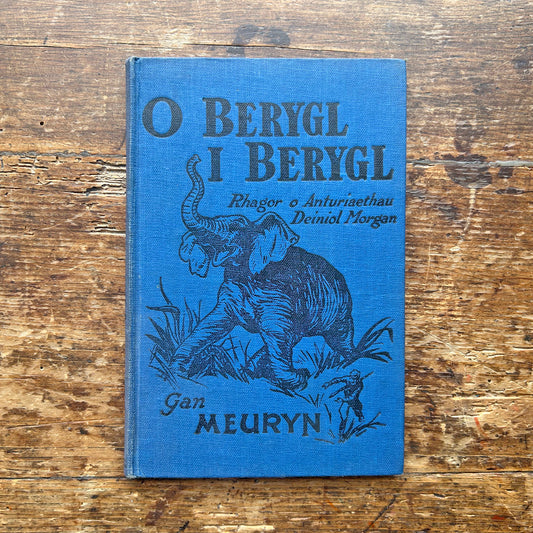 O BERYGL
I BERYGL
Rhagor o Anturiaethau
Deiniol Morgan
Gan
MEURYN